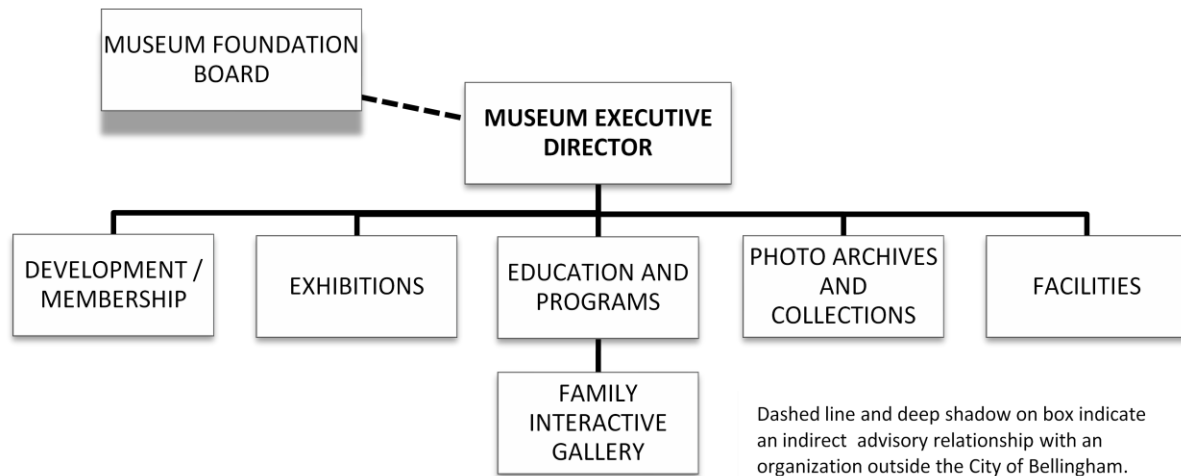 MUSEUM FOUNDATION
BOARD
MUSEUM EXECUTIVE
DIRECTOR
DEVELOPMENT /
MEMBERSHIP
EXHIBITIONS
EDUCATION AND
PROGRAMS
PHOTO ARCHIVES
AND
COLLECTIONS
FACILITIES
FAMILY
INTERACTIVE
GALLERY
Dashed line and deep shadow on box indicate
an indirect advisory relationship with an
organization outside the City of Bellingham.